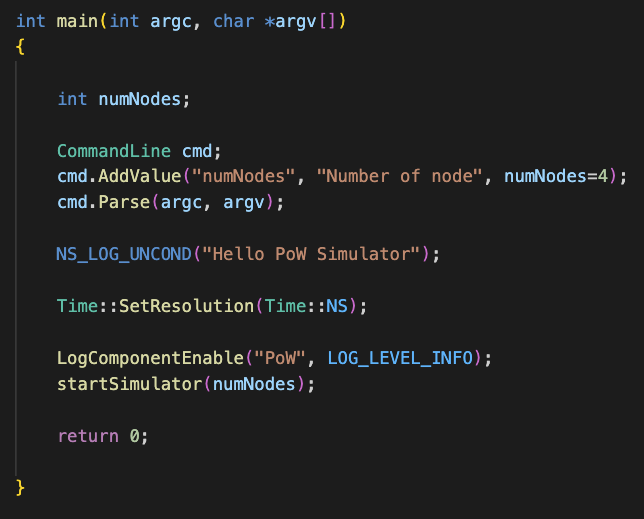 int main(int argc, char *argv[])
{
int numNodes;
CommandLine cmd;
cmd.AddValue("numNodes", "Number of node", numNodes=4);
cmd.Parse(argc, argv);
NS_LOG_UNCOND("Hello PoW Simulator");
Time::SetResolution(Time::NS);
LogComponentEnable("PoW", LOG_LEVEL_INFO);
startSimulator(numNodes);
return 0;
}